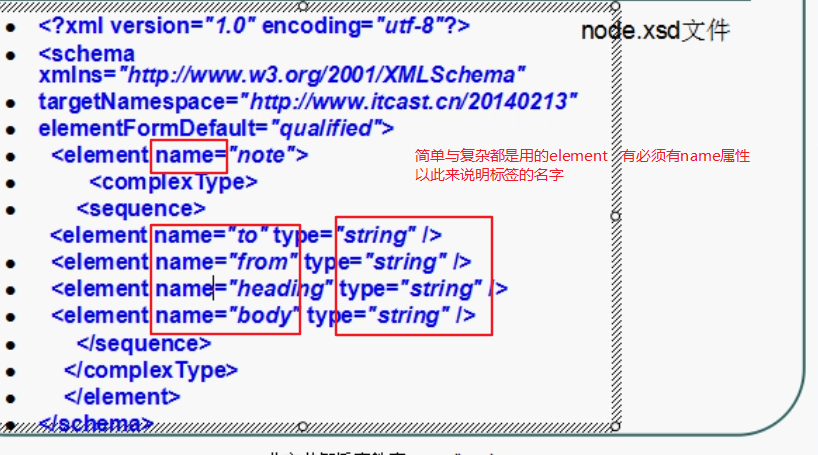 node.xsd文件
<?xml version="1.0" encoding="utf-8"?>
<schema
xmlns="http://www.w3.org/2001/XMLSchema"
targetNamespace="http://www.itcast.cn/20140213"
elementFormDefault="qualified">
<element name="note">
简单与复杂都是用的element 有必须有name属性
以此来说明标签的名字
<complexType>
<sequence>
<element name="to" type="string" />
<element name="from" type="string" />
<element name="heading" type="string" />
<element name="body" type="string" />
</sequence>
</complexType>
</element>
</schema>